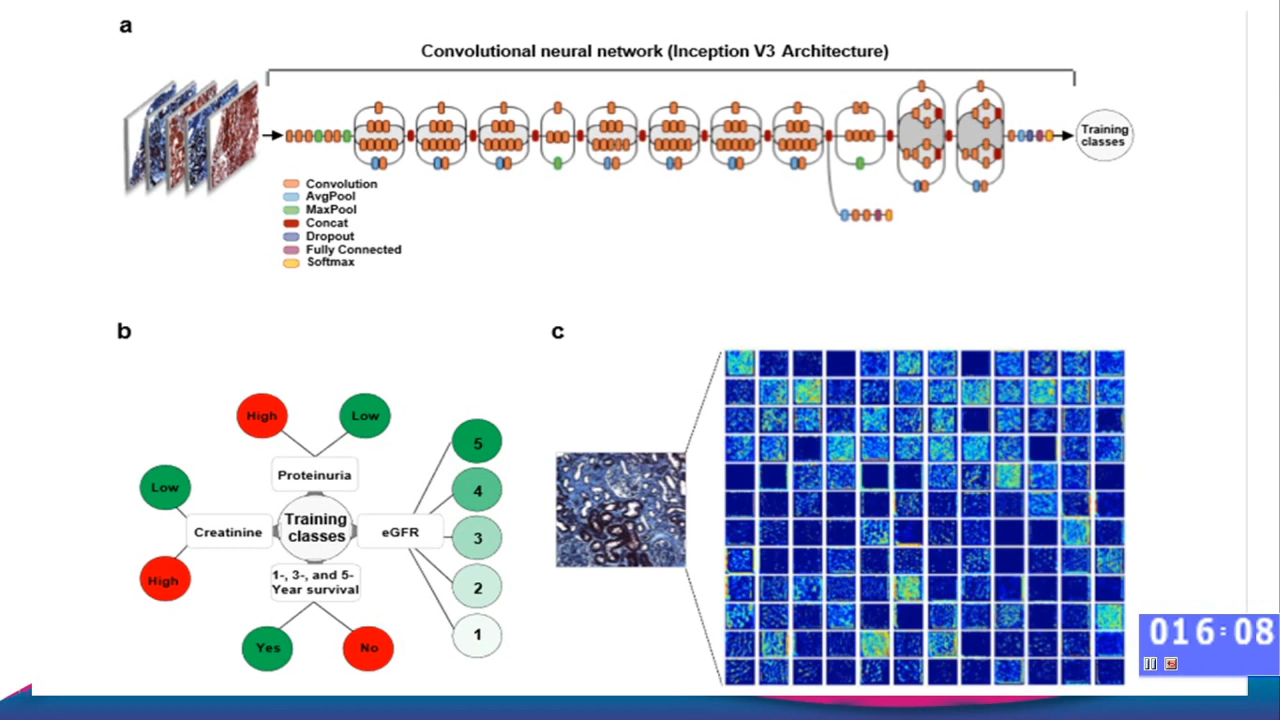 a
Convolutional neural network (Inception V3 Architecture)
Training
classes
Convolution
AvgPool
MaxPool
Concat
Dropout
Fully Connected
Softmax
b
High
Low
Proteinuria
Low
Creatinine
High
Training
classes
eGFR
5
4
3
2
1
1-, 3-, and 5-
Year survival
Yes
No
c
016:08